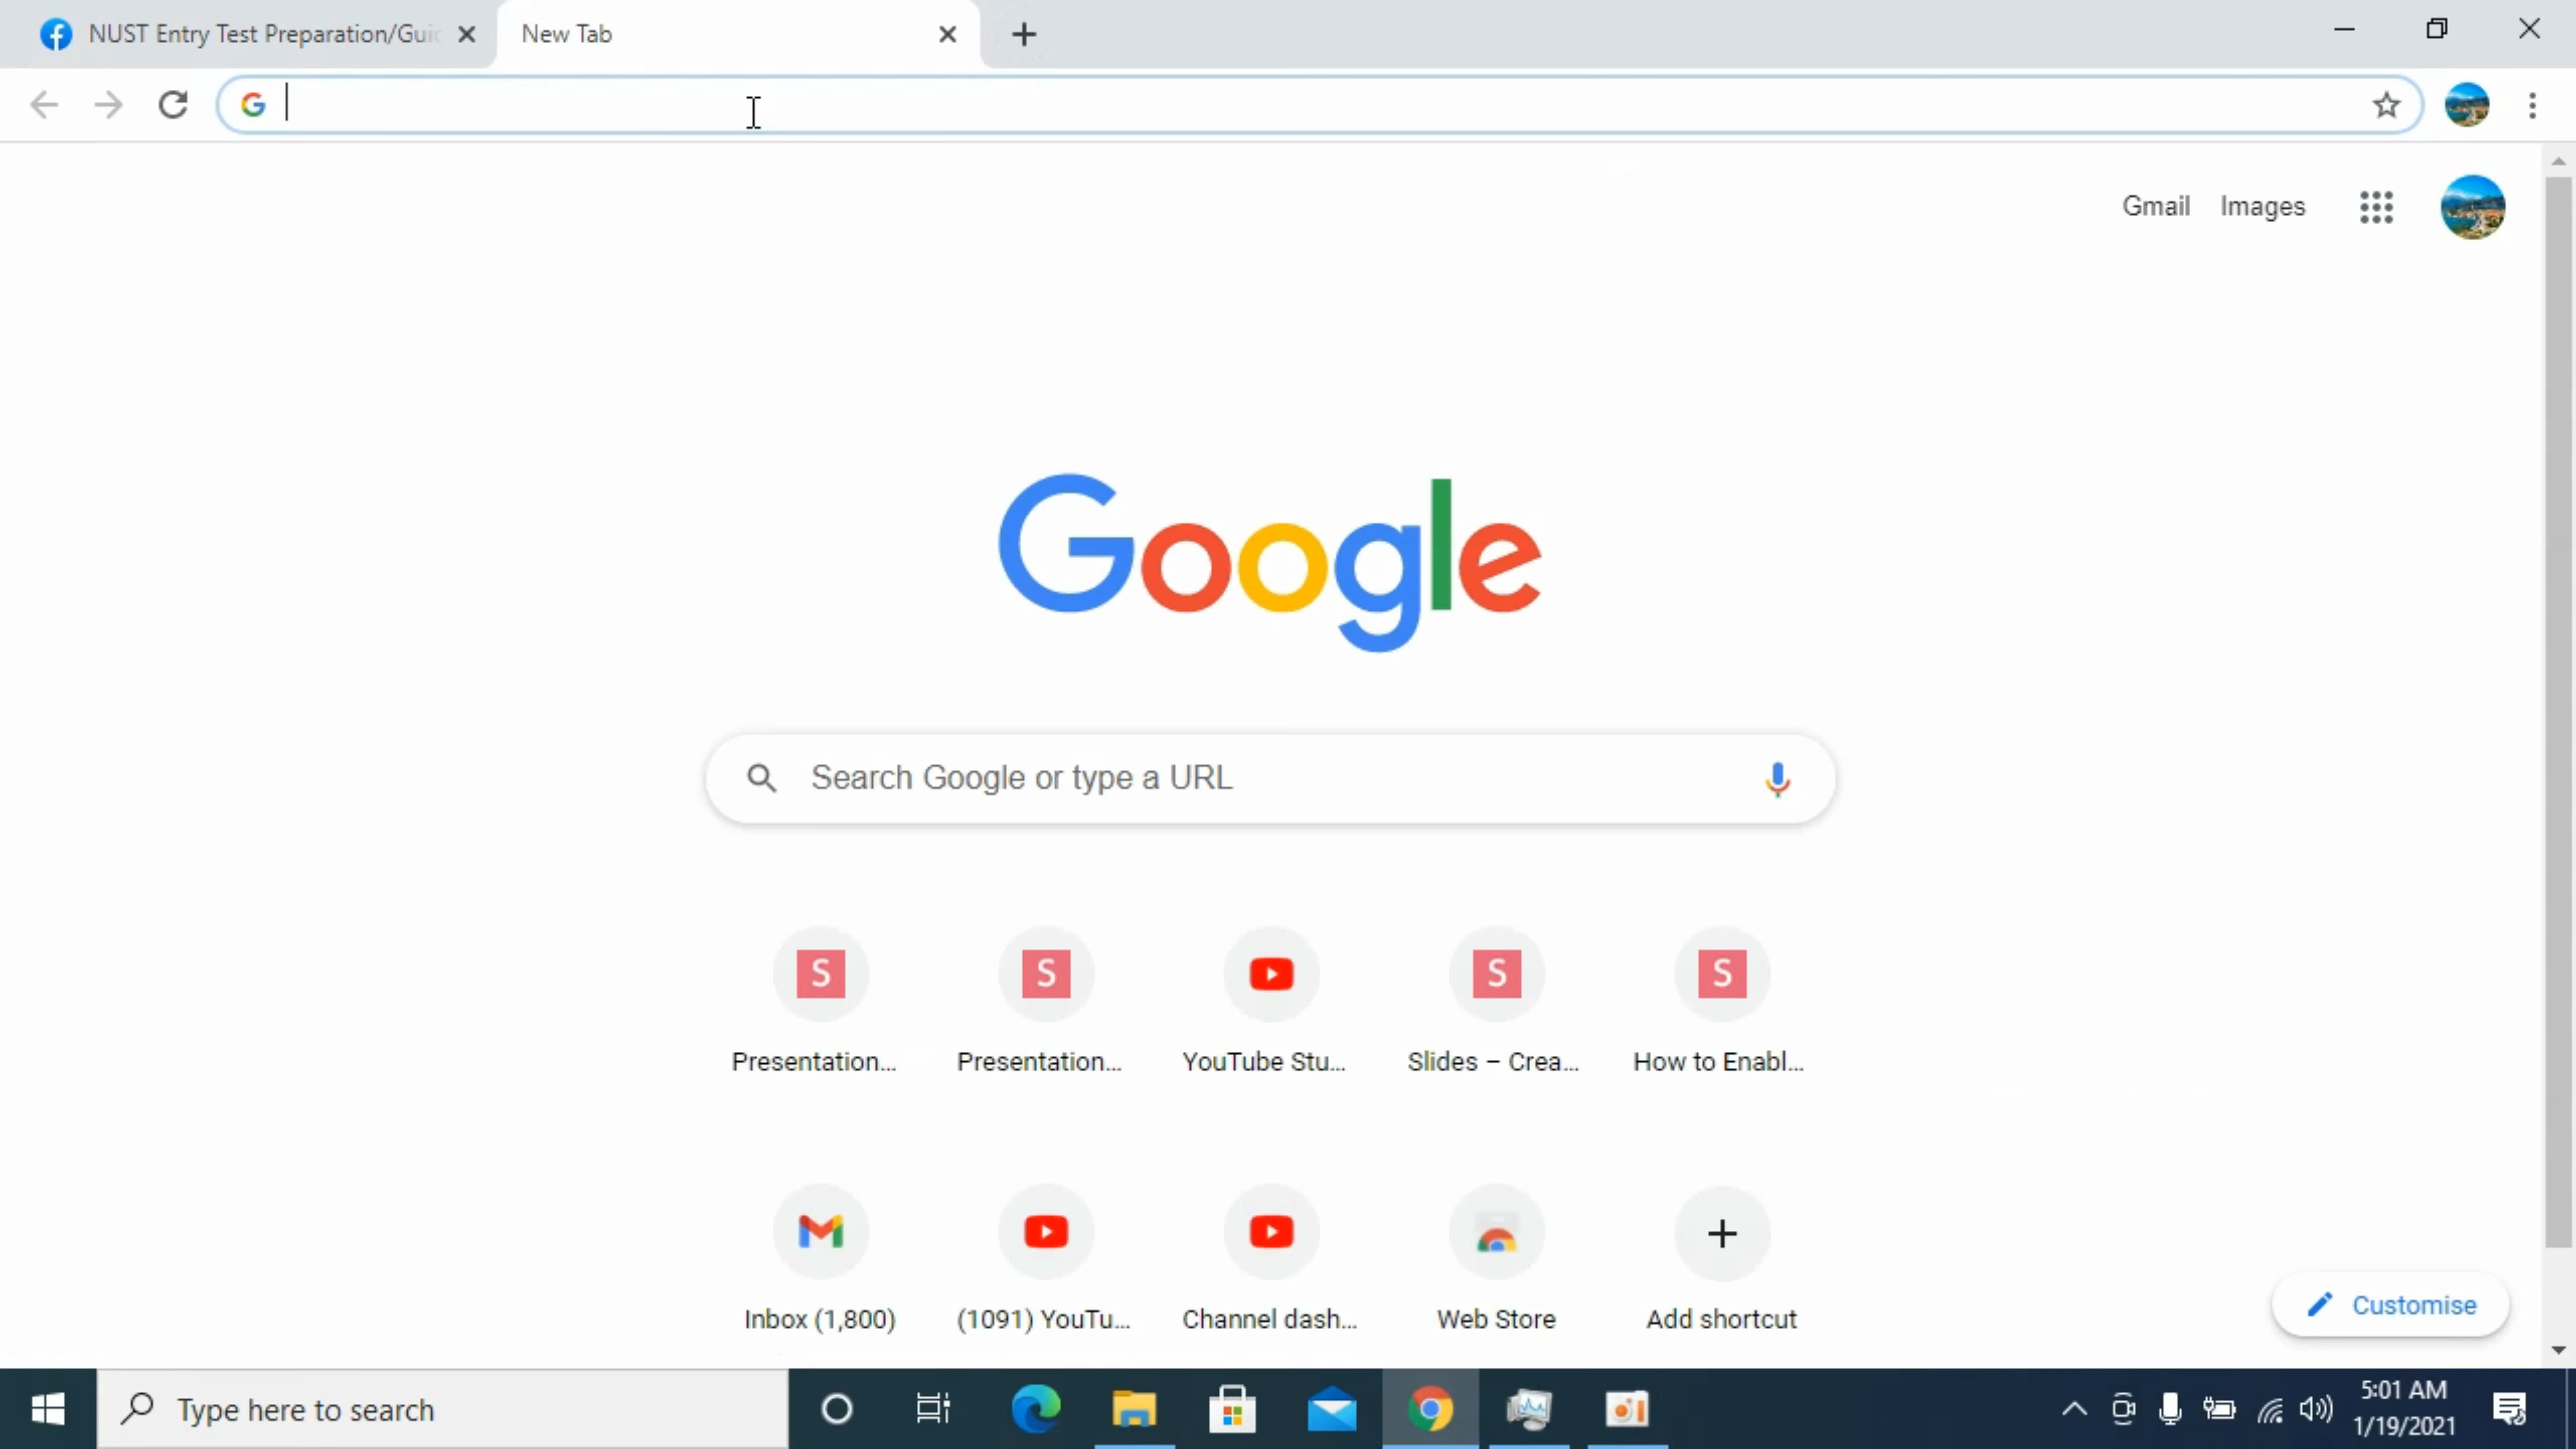 NUST Entry Test Preparation/Gui
New Tab
Gmail Images
Google
Search Google or type a URL
Presentation... Presentation... YouTube Stu... Slides – Crea... How to Enabl...
Inbox (1,800) (1091) YouTu... Channel dash... Web Store Add shortcut
Customise
Type here to search
5:01 AM
1/19/2021